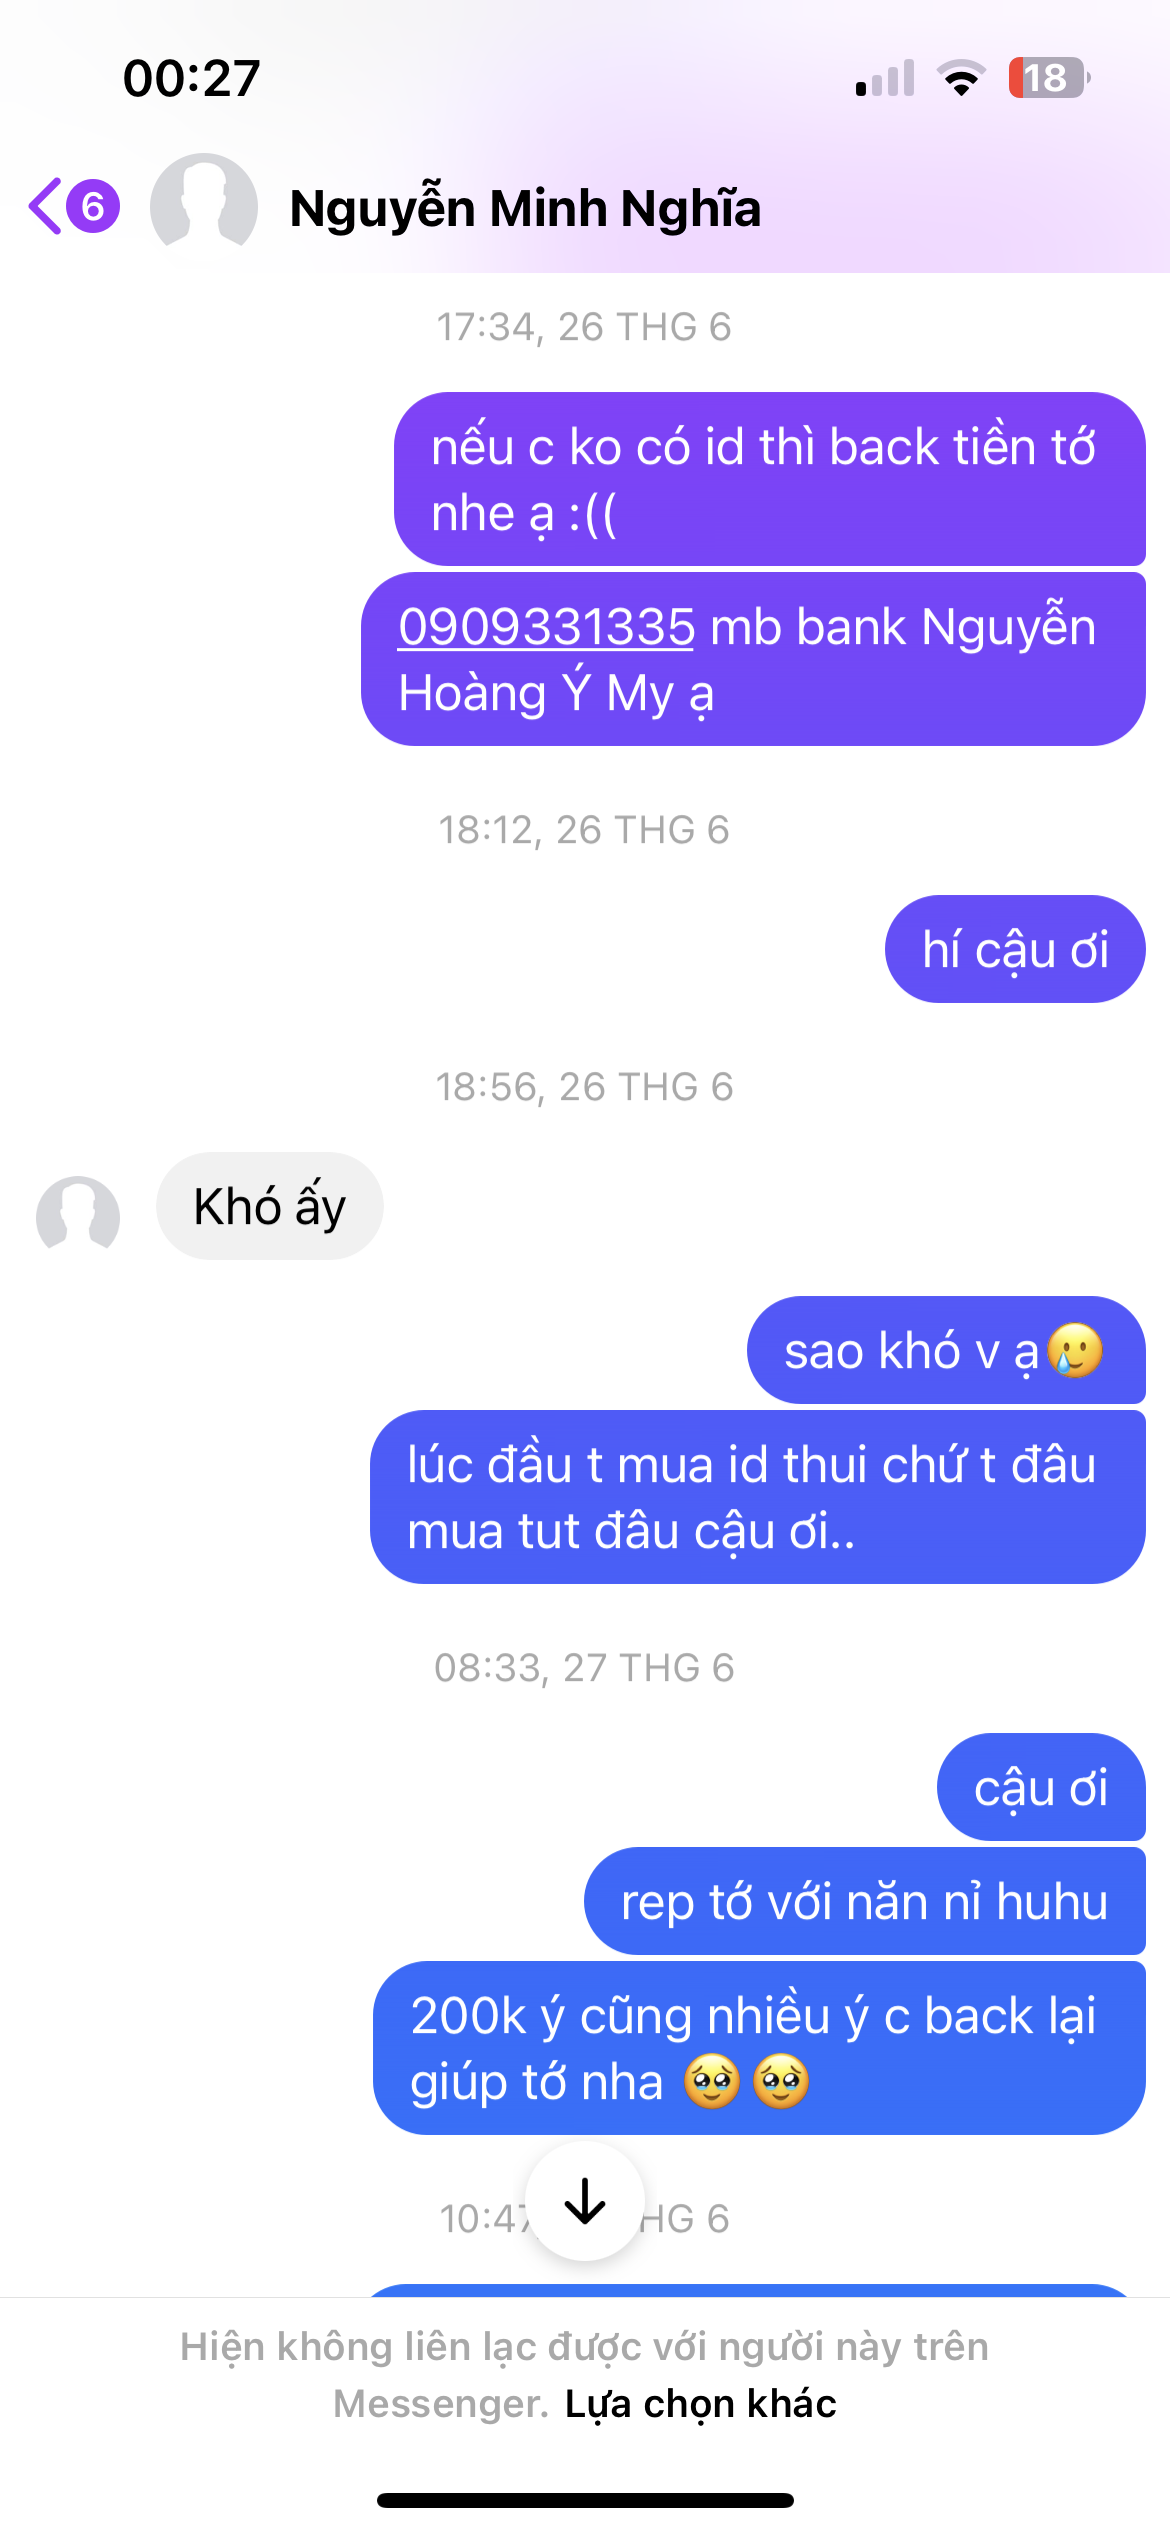 00:27
18
6
Nguyễn Minh Nghĩa
17:34, 26 THG 6
nếu c ko có id thì back tiền tớ
nhe ạ :((
0909331335 mb bank Nguyễn
Hoàng Ý My ạ
18:12, 26 THG 6
hí cậu ơi
18:56, 26 THG 6
Khó ấy
sao khó v ạ🥲
lúc đầu t mua id thui chứ t đâu
mua tut đâu cậu ơi..
08:33, 27 THG 6
cậu ơi
rep tớ với năn nỉ huhu
200k ý cũng nhiều ý c back lại
giúp tớ nha 🥹🥹
10:47 HG 6
Hiện không liên lạc được với người này trên
Messenger. Lựa chọn khác